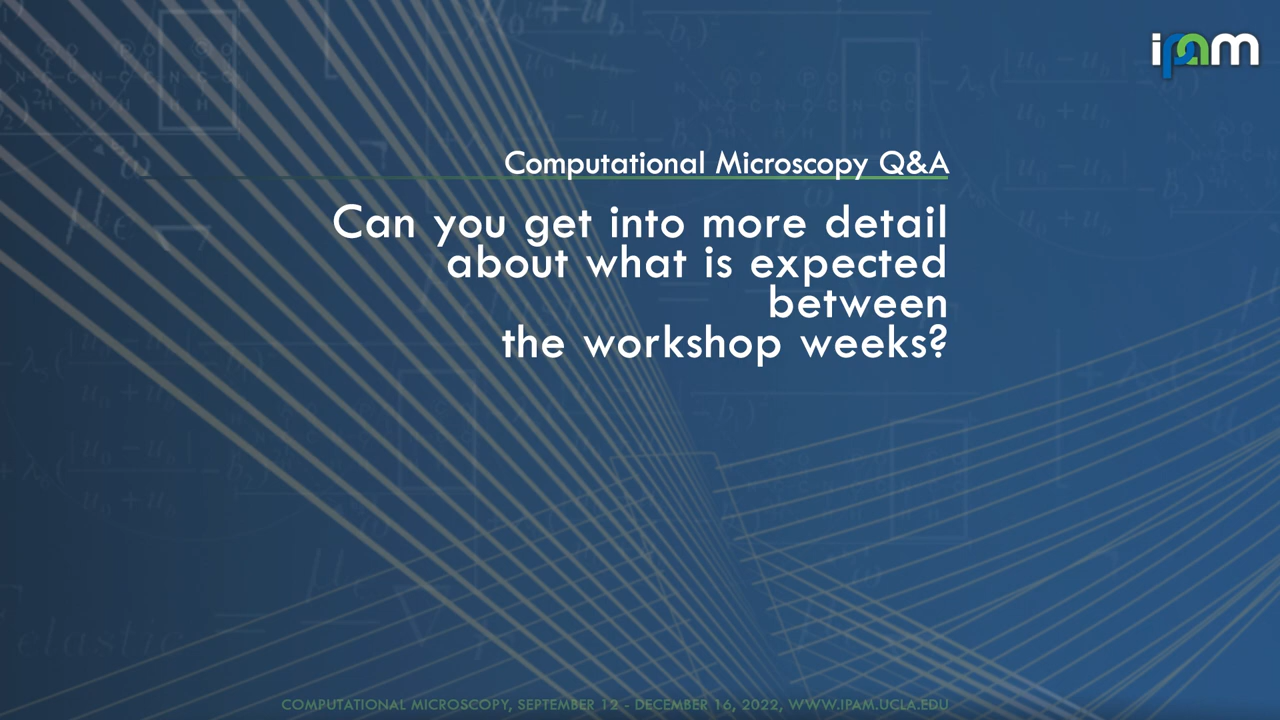 ipam
Computational Microscopy Q&A
Can you get into more detail
about what is expected
between
the workshop weeks?
elastic
COMPUTATIONAL MICROSCOPY, SEPTEMBER 12 - DECEMBER 16, 2022, WWW.IPAM.UCLA.EDU